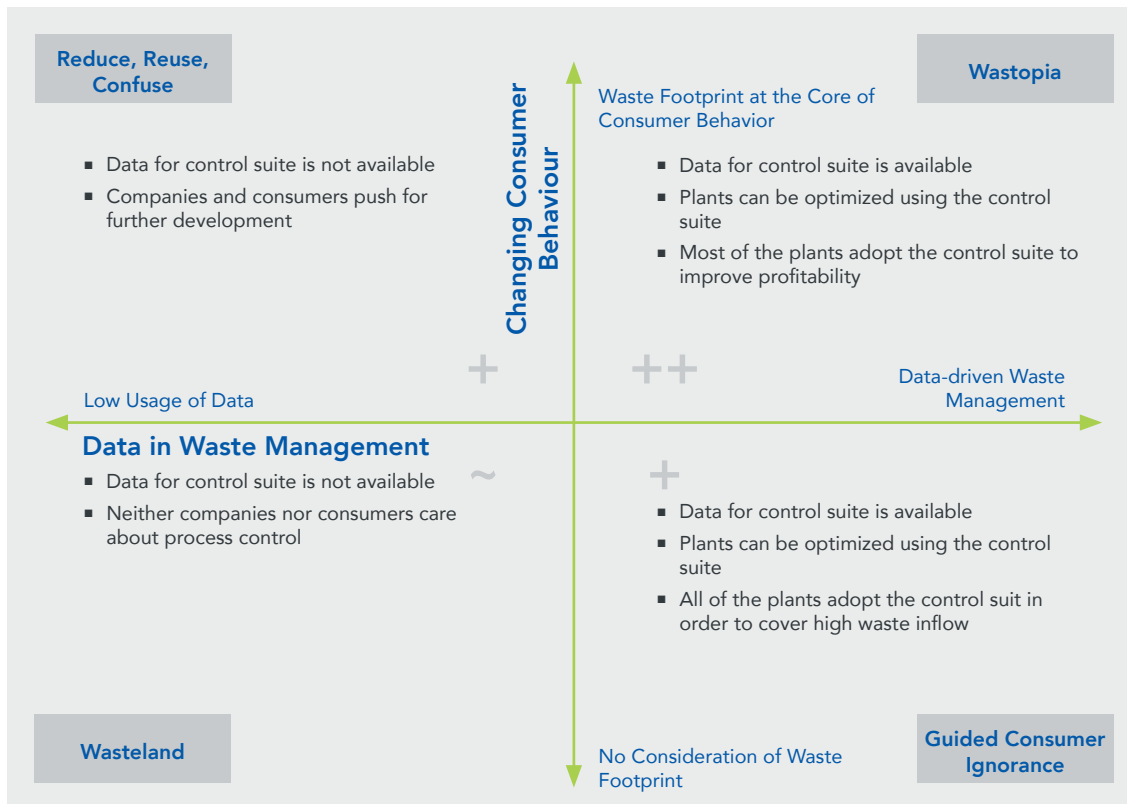 Reduce, Reuse,
Confuse
Wastopia
Changing Consumer
Behaviour
Waste Footprint at the Core of
Consumer Behavior
▪ Data for control suite is not available
▪ Companies and consumers push for
further development
▪ Data for control suite is available
▪ Plants can be optimized using the control
suite
▪ Most of the plants adopt the control suite to
improve profitability
+
++
Low Usage of Data
Data-driven Waste
Management
Data in Waste Management
▪ Data for control suite is not available
▪ Neither companies nor consumers care
about process control
~
+
▪ Data for control suite is available
▪ Plants can be optimized using the control
suite
▪ All of the plants adopt the control suit in
order to cover high waste inflow
Wasteland
No Consideration of Waste
Footprint
Guided Consumer
Ignorance